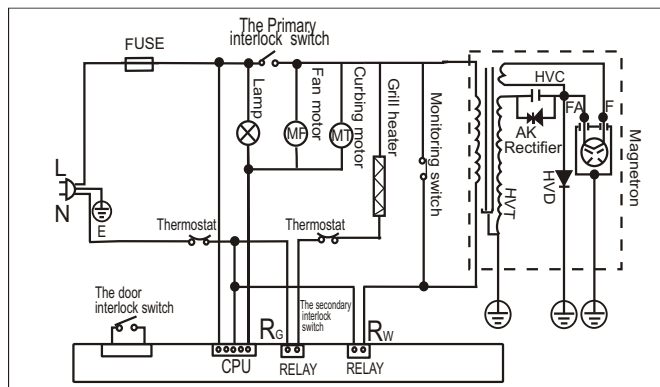 The Primary
interlock switch
FUSE
Lamp
Fan motor
Curbing motor
Grill heater
Monitoring switch
MF
MT
HVC
FA
F
AK
Rectifier
HVT
HVD
Magnetron
L
N
E
Thermostat
Thermostat
The door
interlock switch
The secondary
interlock
switch
RG
RW
CPU
RELAY
RELAY